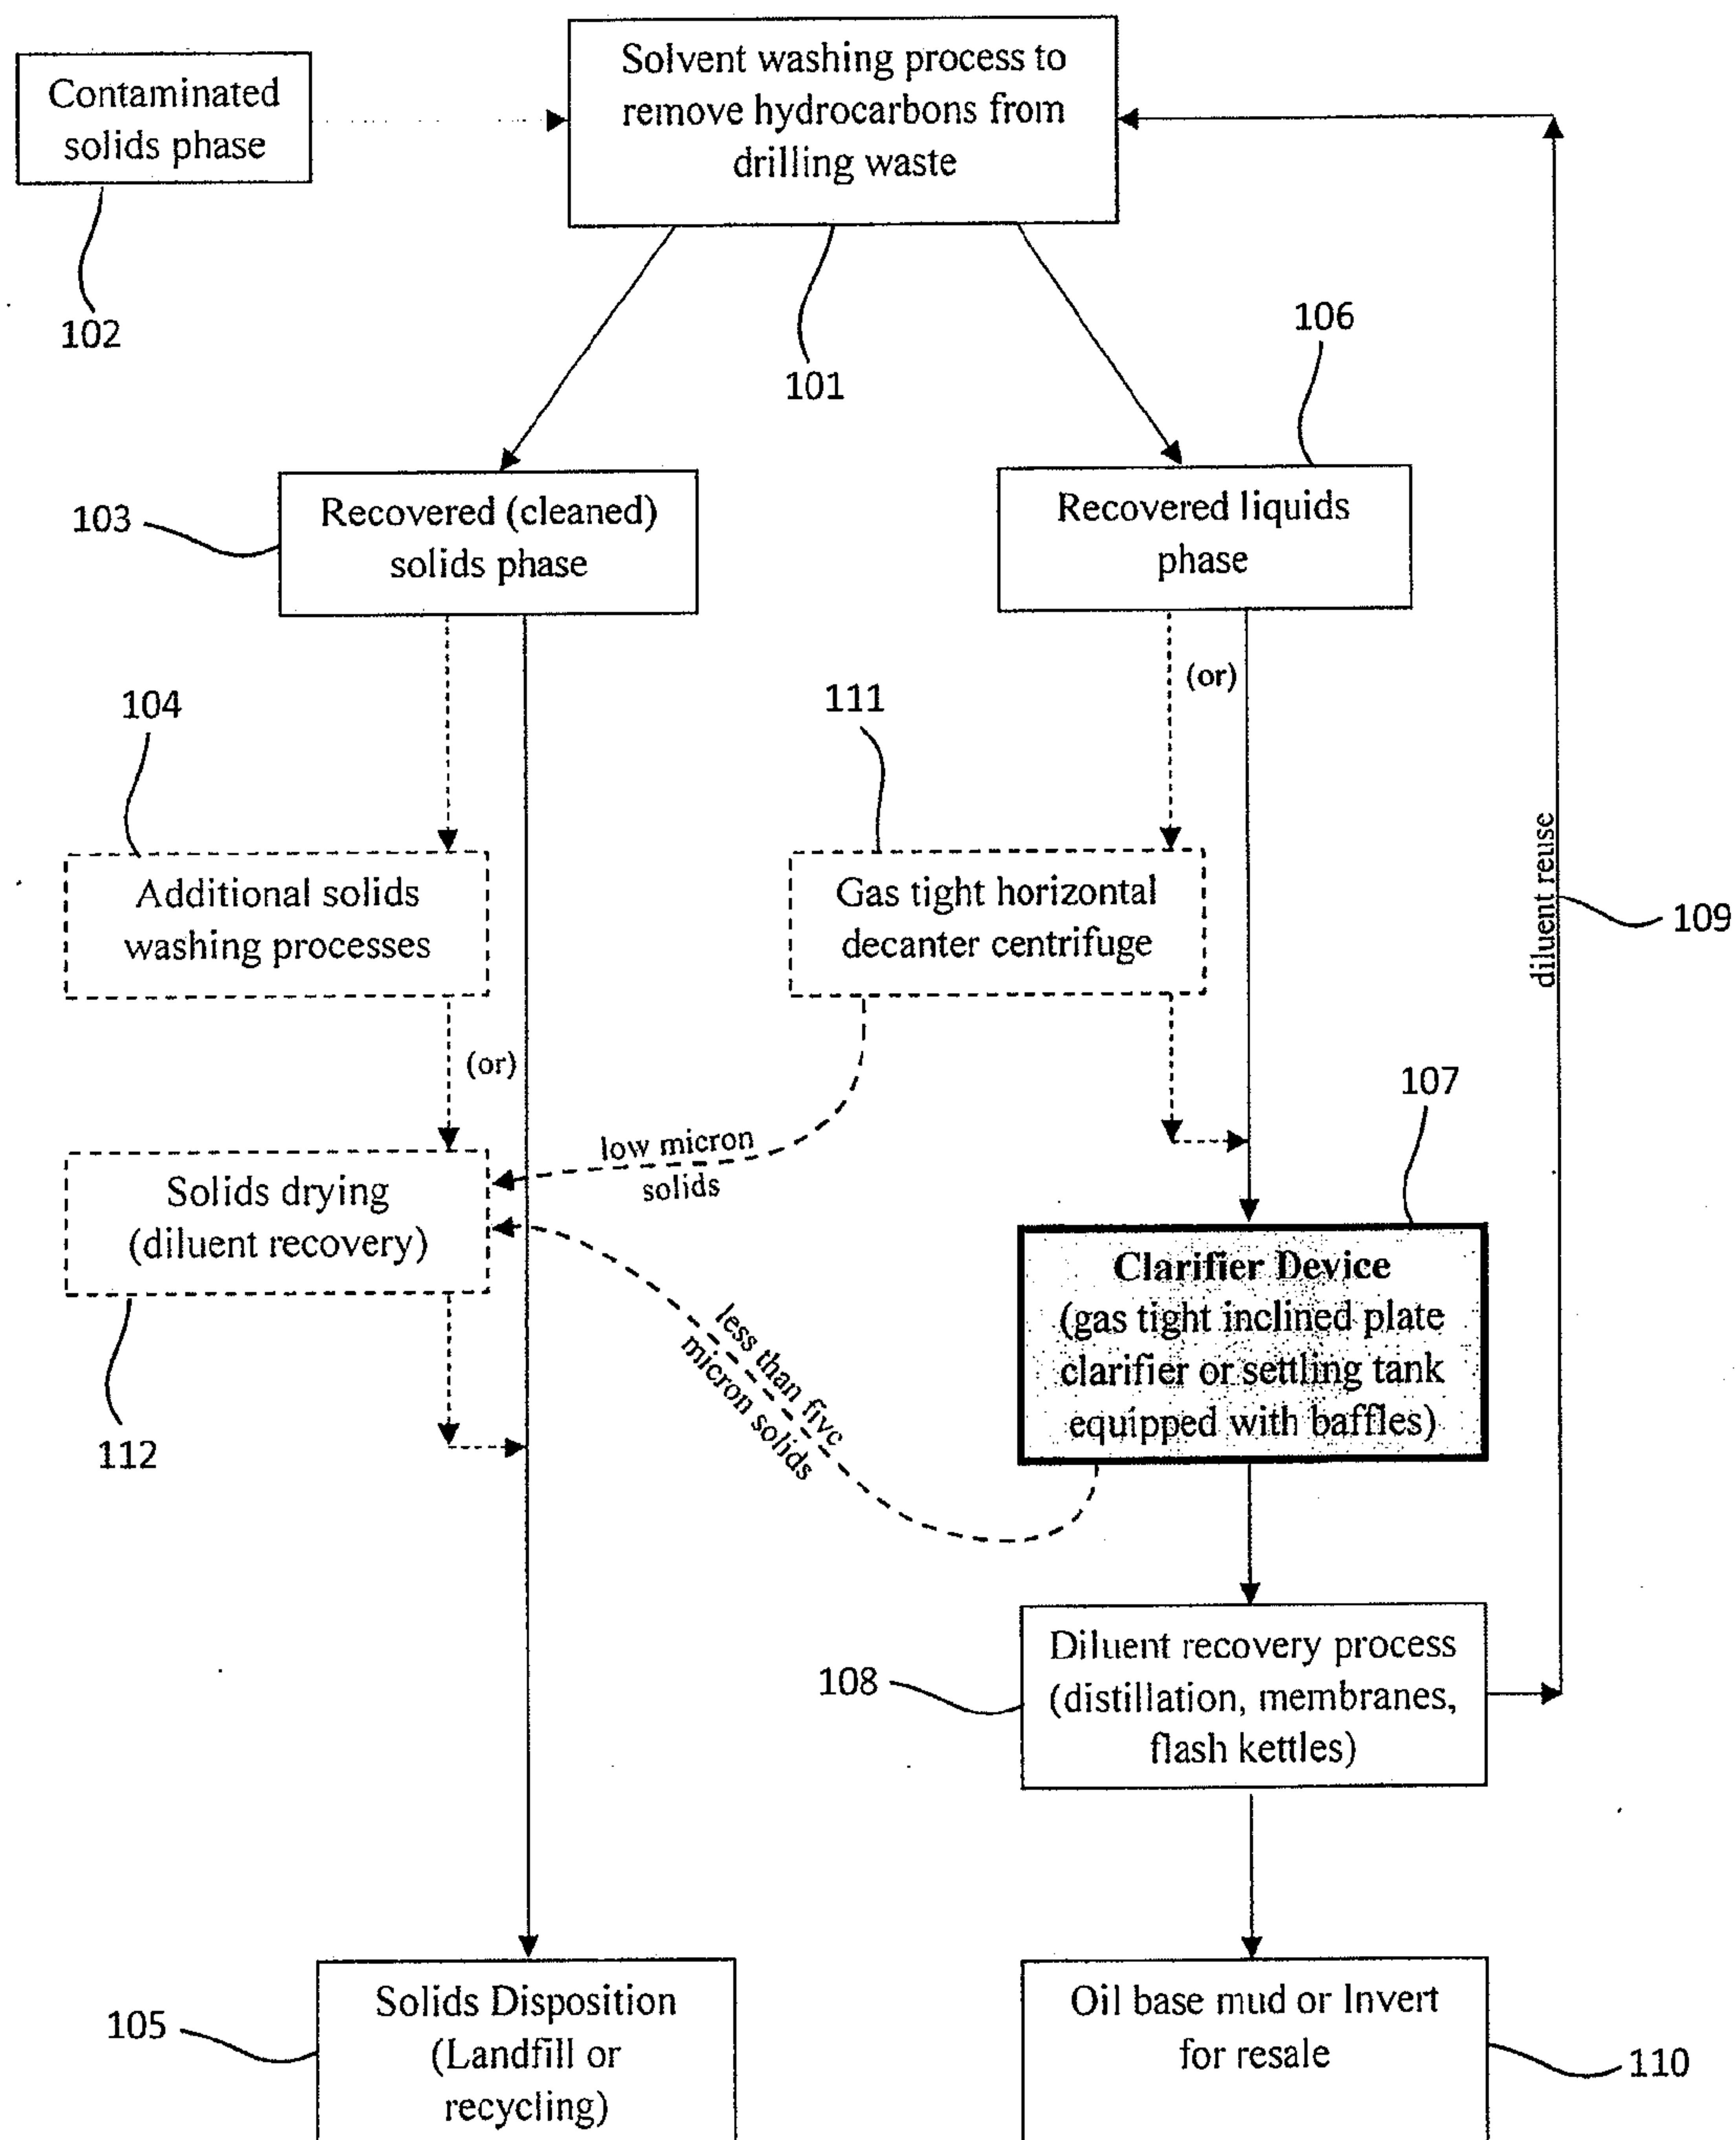 Contaminated
solids phase
Solvent washing process to
remove hydrocarbons from
drilling waste
102
101
106
103
Recovered (cleaned)
solids phase
Recovered liquids
phase
(or)
104
111
Additional solids
washing processes
Gas tight horizontal
decanter centrifuge
diluent reuse
109
(or)
107
low micron
solids
Solids drying
(diluent recovery)
Clarifier Device
(gas tight inclined plate
clarifier or settling tank
equipped with baffles)
less than five
micron solids
112
108
Diluent recovery process
(distillation, membranes,
flash kettles)
105
Solids Disposition
(Landfill or
recycling)
Oil base mud or Invert
for resale
110